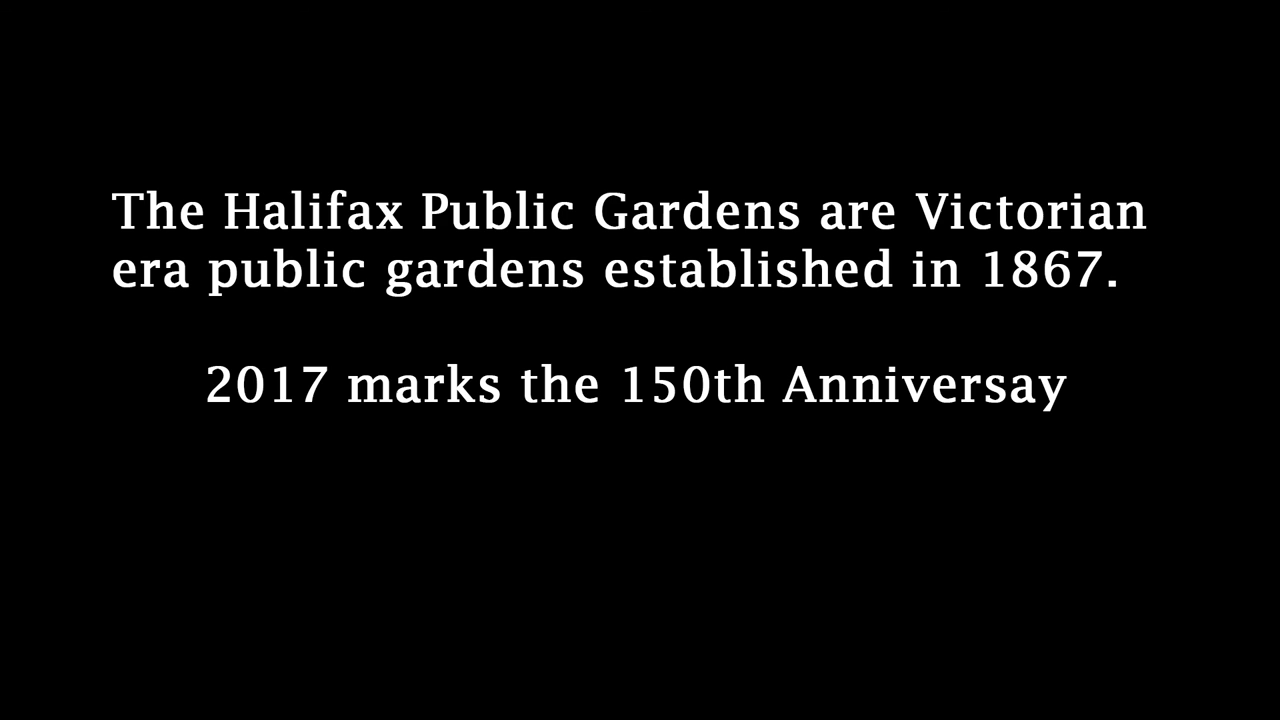 The Halifax Public Gardens are Victorian
era public gardens established in 1867.
2017 marks the 150th Anniversay